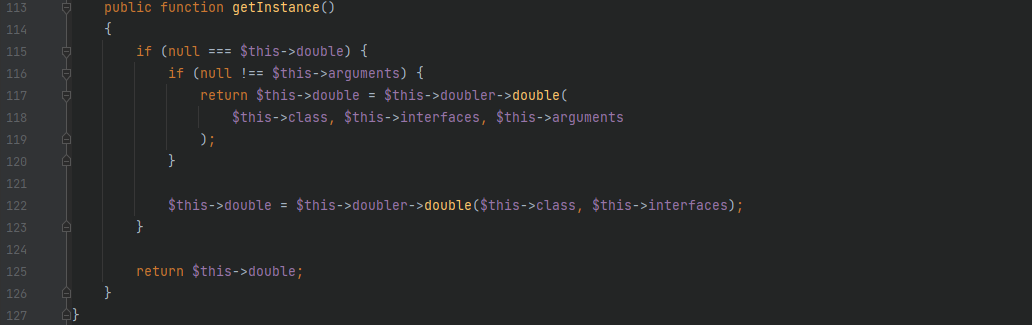 113 public function getInstance()
114 {
115 if (null === $this->double) {
116 if (null !== $this->arguments) {
117 return $this->double = $this->doubler->double(
118 $this->class, $this->interfaces, $this->arguments
119 );
120 }
121
122 $this->double = $this->doubler->double($this->class, $this->interfaces);
123 }
124
125 return $this->double;
126 }
127 }